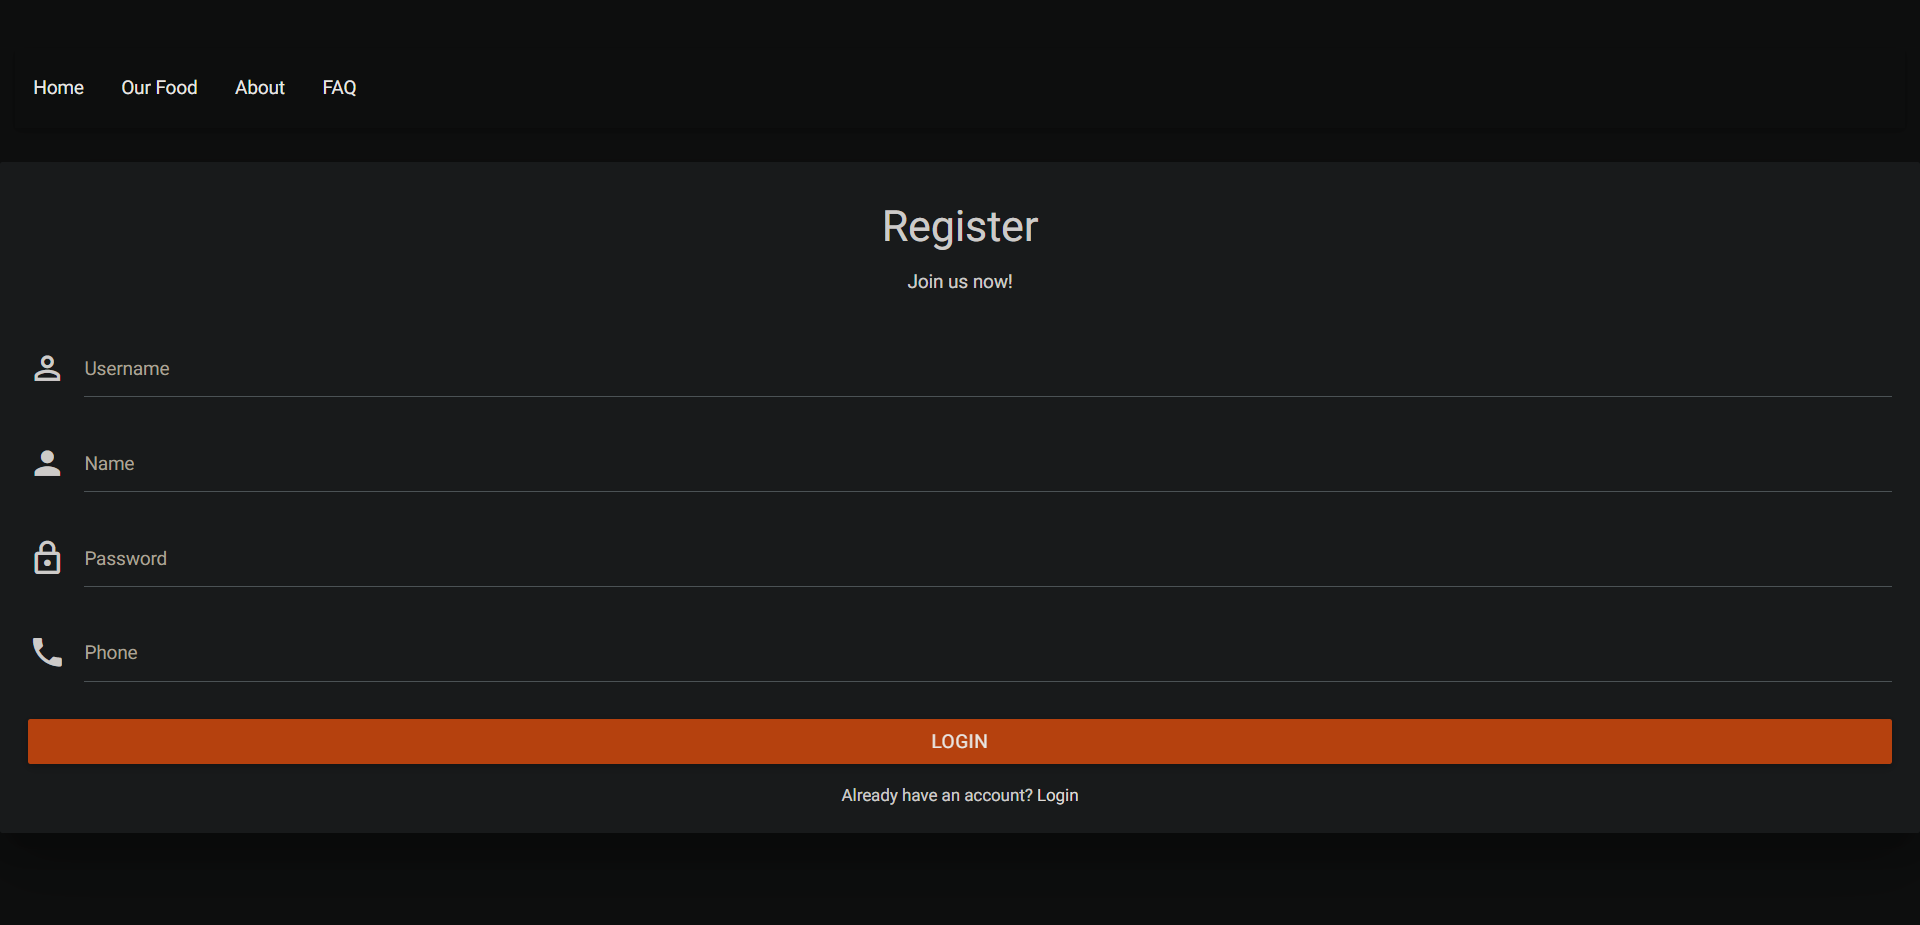 Home Our Food About FAQ
Register
Join us now!
Username
Name
Password
Phone
LOGIN
Already have an account? Login